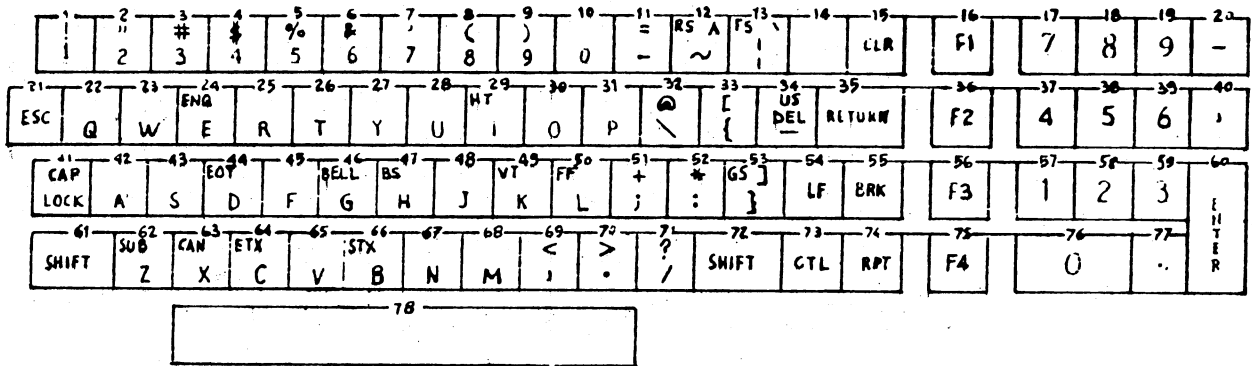 1 2 3 4 5 6 7 8 9 10 11 12 13 14 15 16 17 18 19 20
! " # $ % & ' ( ) = RS ^ FS `
1 2 3 4 5 6 7 8 9 0 - ~ | CLR F1 7 8 9 -
21 22 23 24 25 26 27 28 29 30 31 32 33 34 35 36 37 38 39 40
ENQ HT @ [ US
ESC Q W E R T Y U I O P \ { DEL _ RETURN F2 4 5 6 ,
41 42 43 44 45 46 47 48 49 50 51 52 53 54 55 56 57 58 59 60
CAP EOT BELL BS VT FF + * GS ]
LOCK A S D F G H J K L ; : } LF BRK F3 1 2 3 ENTER
61 62 63 64 65 66 67 68 69 70 71 72 73 74 75 76 77
SUB CAN ETX STX < > ?
SHIFT Z X C V B N M , . / SHIFT CTL RPT F4 0 .
78